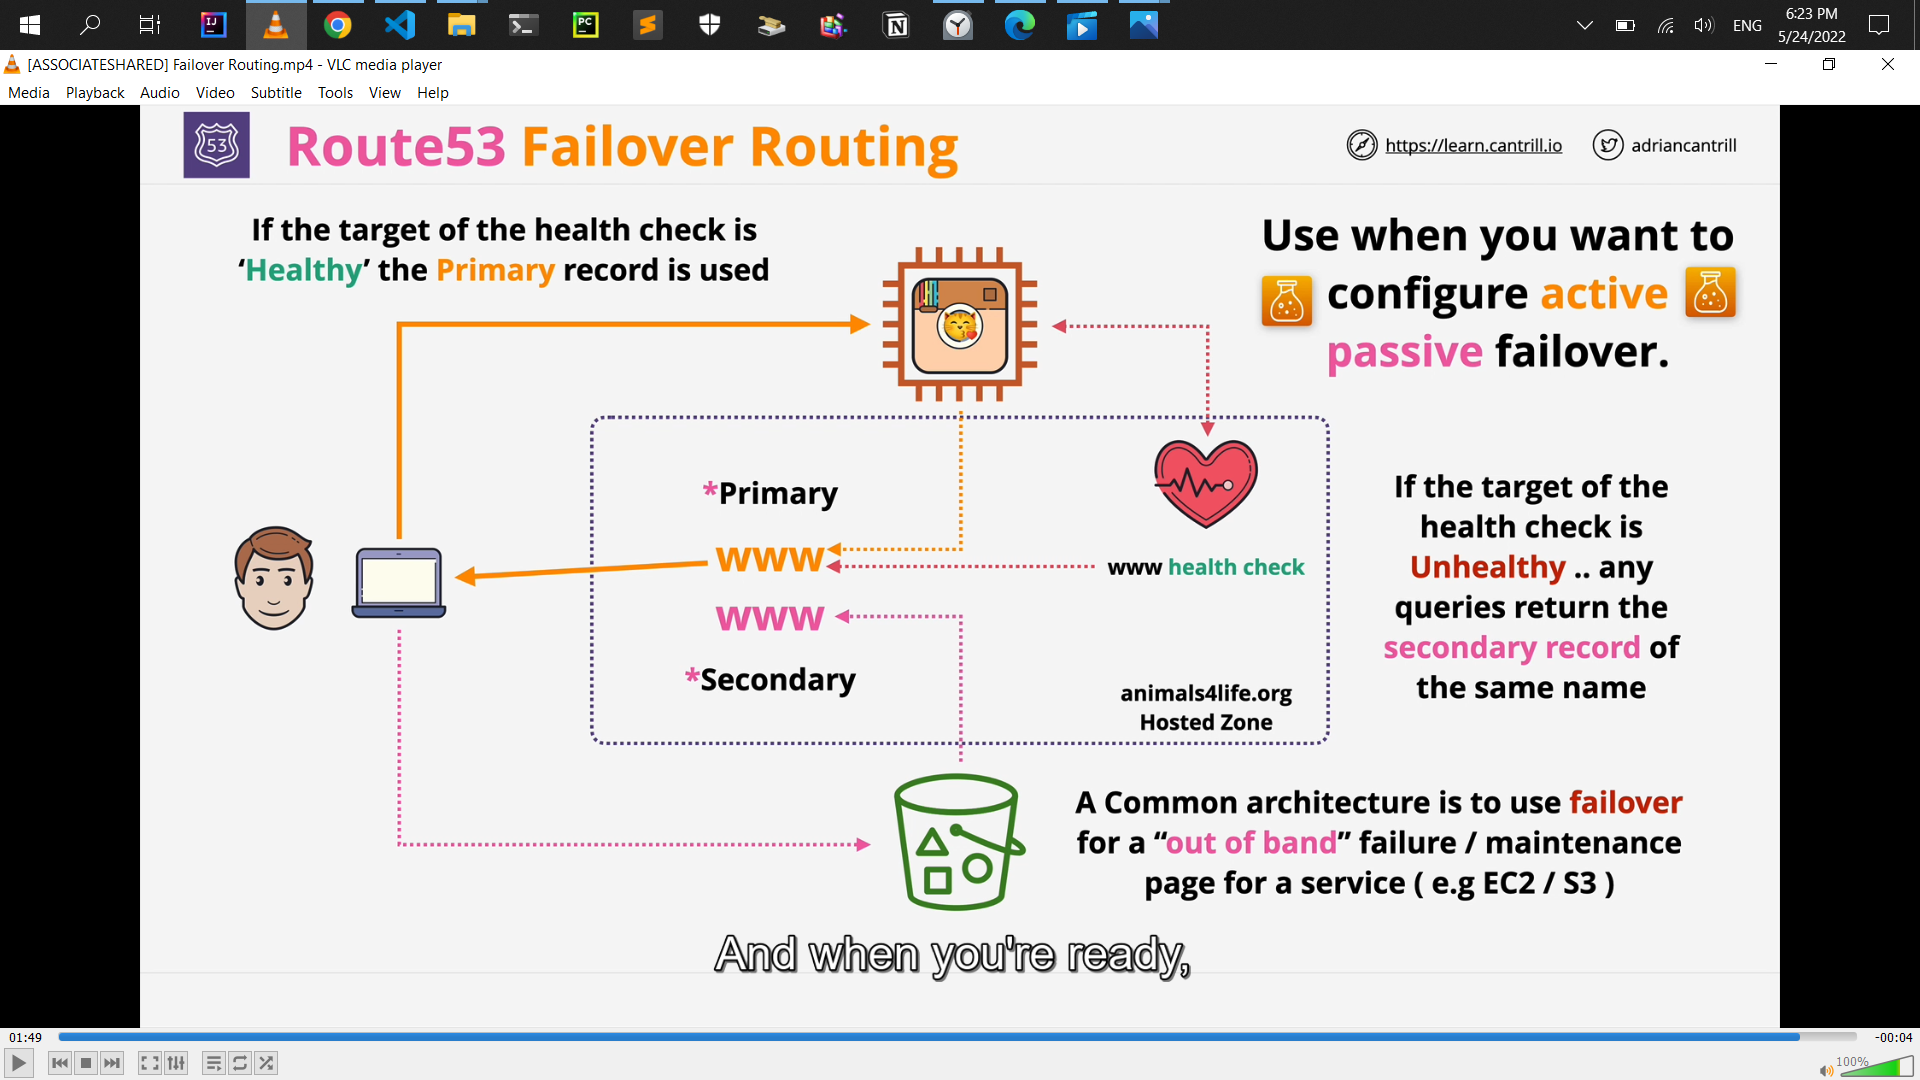 IJ
PC
ENG
6:23 PM
5/24/2022
[ASSOCIATESHARED] Failover Routing.mp4 - VLC media player
Media Playback Audio Video Subtitle Tools View Help
53
Route53 Failover Routing
https://learn.cantrill.io
adriancantrill
If the target of the health check is
‘Healthy’ the Primary record is used
Use when you want to
configure active
passive failover.
*Primary
www
www health check
www
*Secondary
animals4life.org
Hosted Zone
If the target of the
health check is
Unhealthy .. any
queries return the
secondary record of
the same name
A Common architecture is to use failover
for a “out of band” failure / maintenance
page for a service ( e.g EC2 / S3 )
And when you're ready,
01:49
-00:04
100%